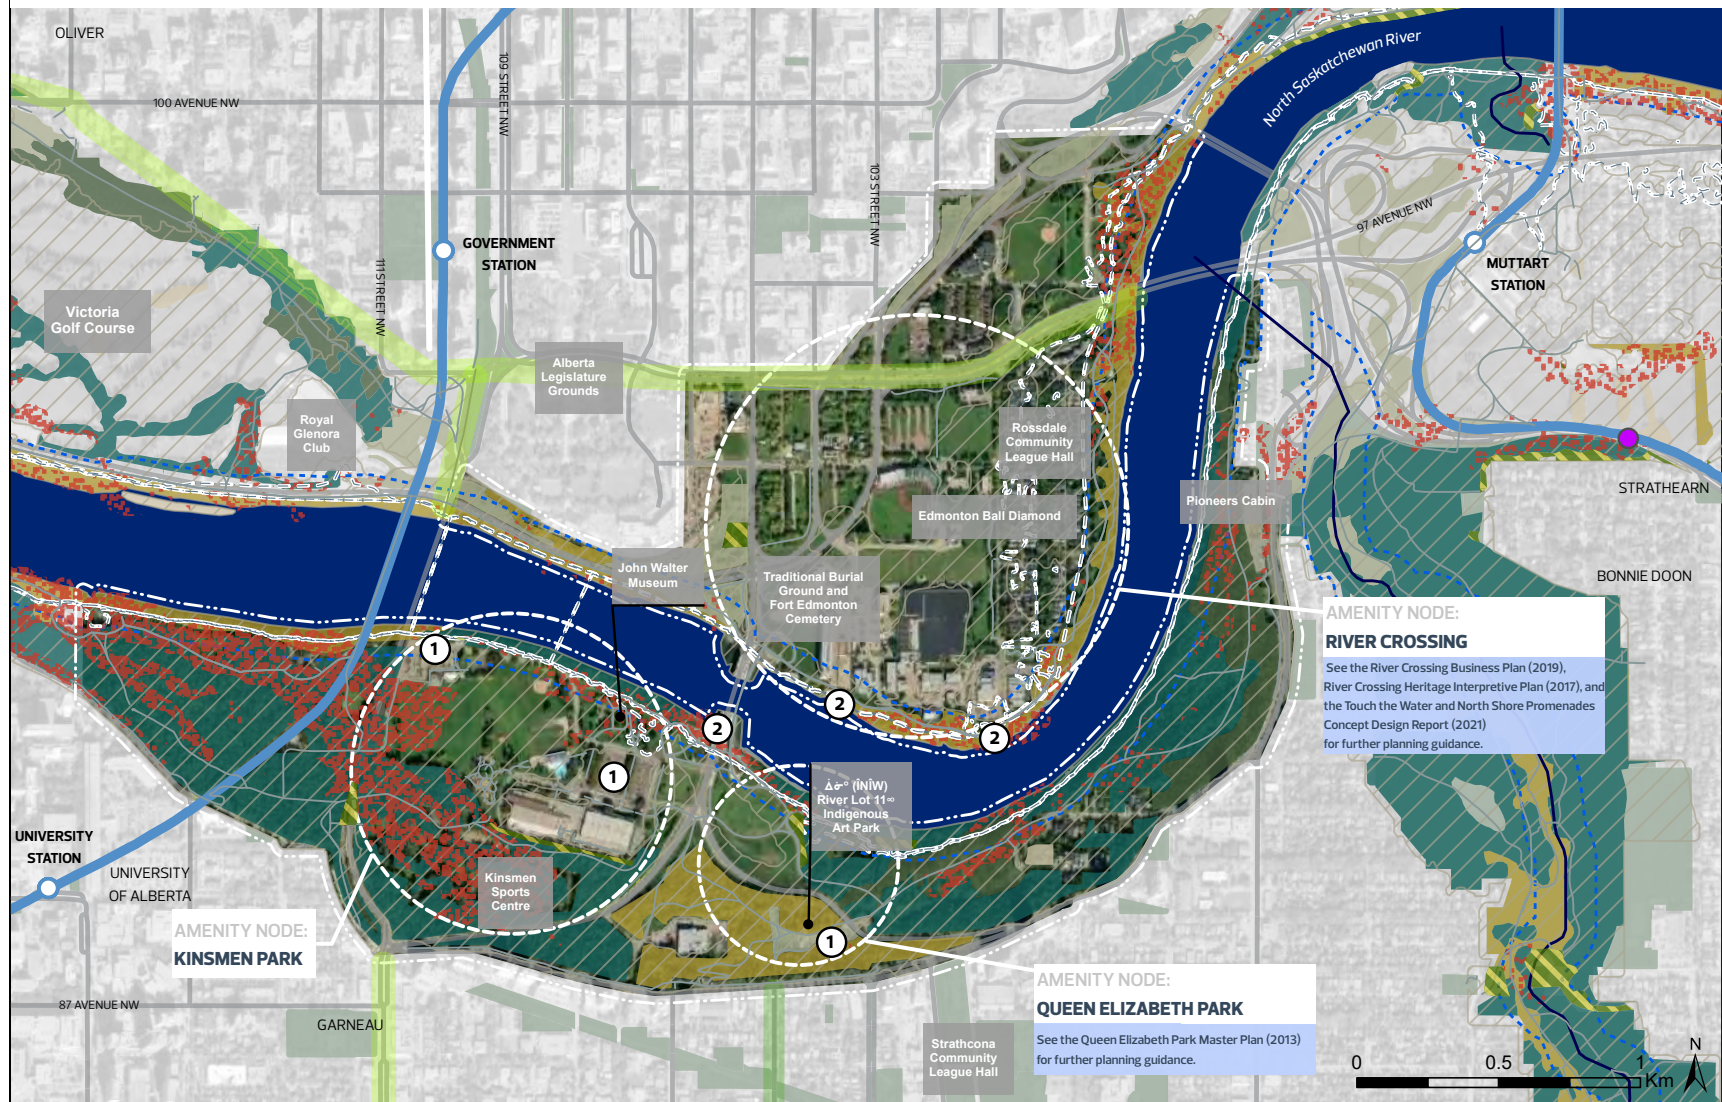 OLIVER
100 AVENUE NW
109 STREET NW
103 STREET NW
111 STREET NW
North Saskatchewan River
97 AVENUE NW
GOVERNMENT
STATION
MUTTART
STATION
Victoria
Golf Course
Alberta
Legislature
Grounds
Royal
Glenora
Club
Rossdale
Community
League Hall
Edmonton Ball Diamond
Pioneers Cabin
STRATHEARN
BONNIE DOON
John Walter
Museum
Traditional Burial
Ground and
Fort Edmonton
Cemetery
AMENITY NODE:
RIVER CROSSING
See the River Crossing Business Plan (2019),
River Crossing Heritage Interpretive Plan (2017), and
the Touch the Water and North Shore Promenades
Concept Design Report (2021)
for further planning guidance.
1
2
2
2
1
ᐄᓃᐤ (ÎNÎW)
River Lot 11∞
Indigenous
Art Park
1
UNIVERSITY
STATION
UNIVERSITY
OF ALBERTA
Kinsmen
Sports
Centre
AMENITY NODE:
KINSMEN PARK
AMENITY NODE:
QUEEN ELIZABETH PARK
See the Queen Elizabeth Park Master Plan (2013)
for further planning guidance.
87 AVENUE NW
GARNEAU
Strathcona
Community
League Hall
0 0.5 1
Km
N